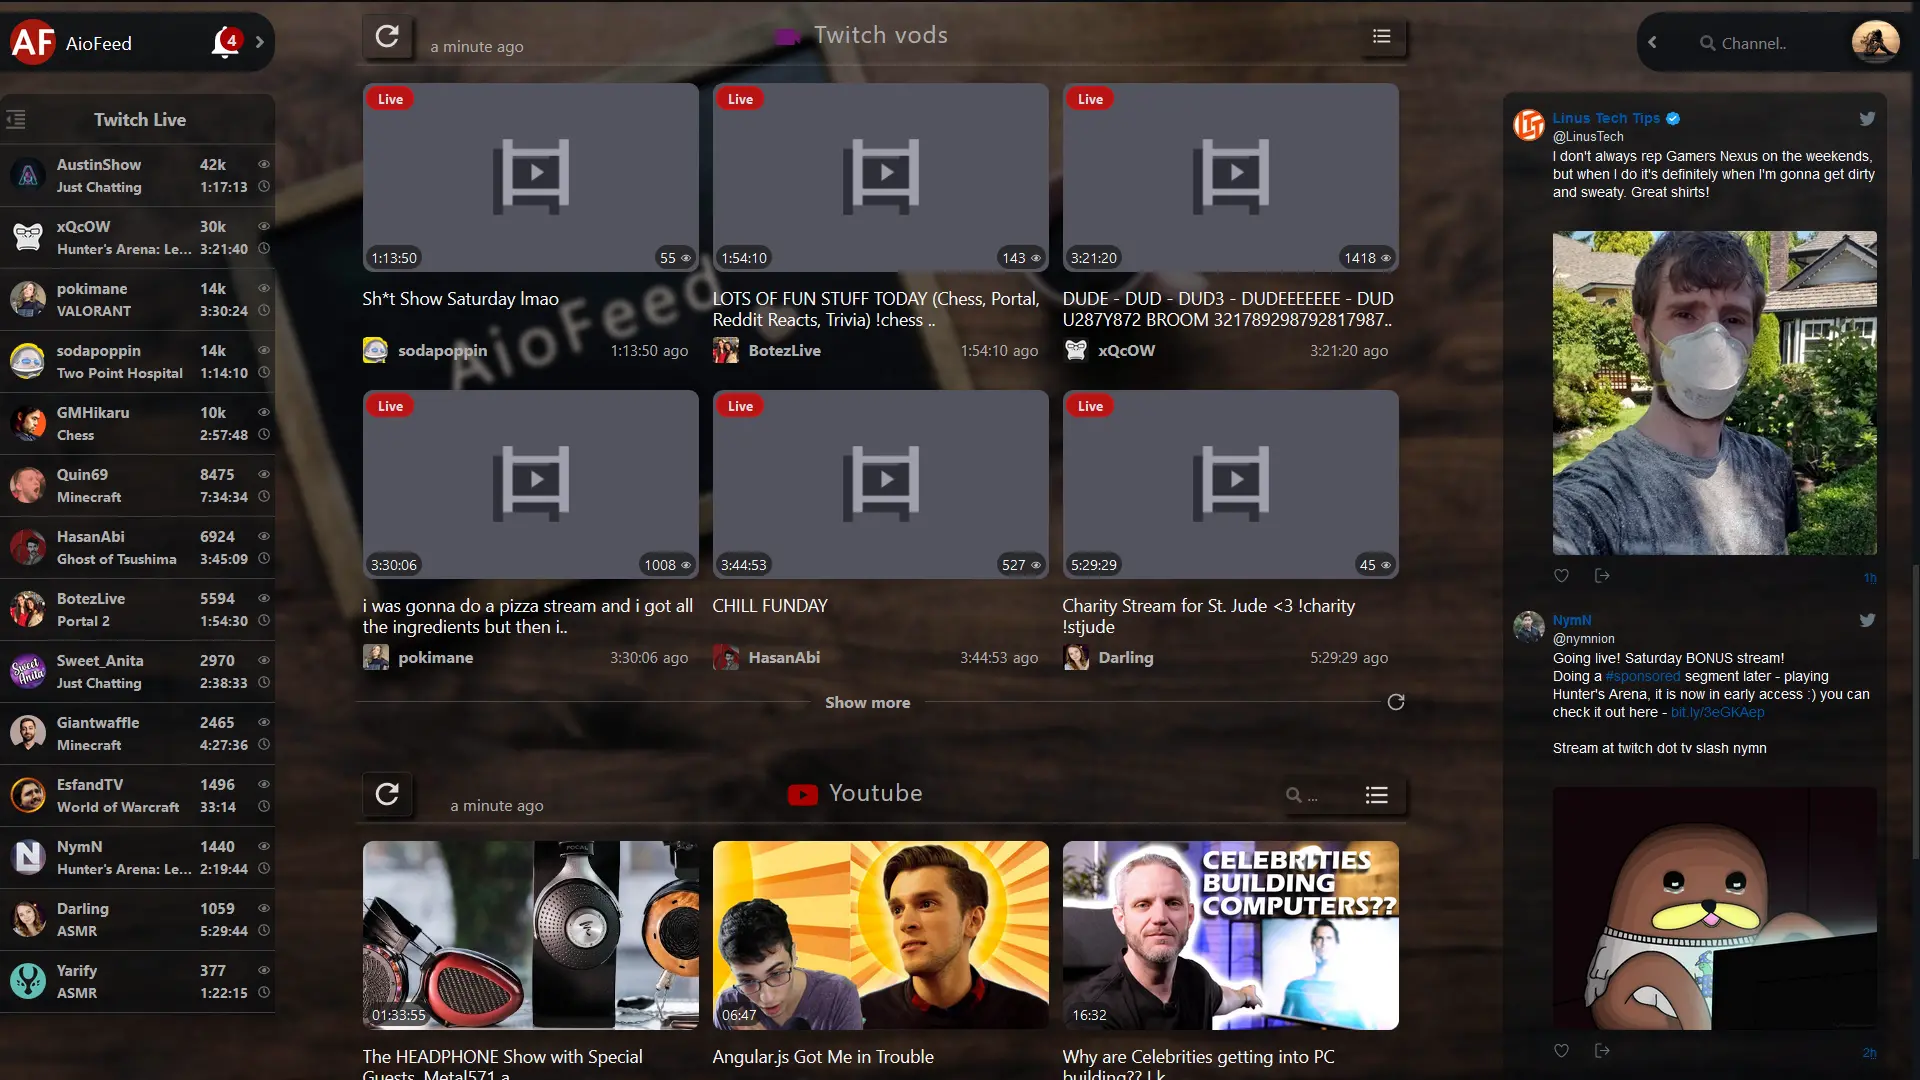 AF AioFeed 4
Twitch Live
AustinShow 42k
Just Chatting 1:17:13
xQcOW 30k
Hunter's Arena: Le... 3:21:40
pokimane 14k
VALORANT 3:30:24
sodapoppin 14k
Two Point Hospital 1:14:10
GMHikaru 10k
Chess 2:57:48
Quin69 8475
Minecraft 7:34:34
HasanAbi 6924
Ghost of Tsushima 3:45:09
BotezLive 5594
Portal 2 1:54:30
Sweet Anita
Sweet_Anita 2970
Just Chatting 2:38:33
Giantwaffle 2465
Minecraft 4:27:36
EsfandTV 1496
World of Warcraft 33:14
NymN 1440
Hunter's Arena: Le... 2:19:44
Darling 1059
ASMR 5:29:44
Yarify 377
ASMR 1:22:15
a minute ago
Twitch vods
AioFeed
Live
1:13:50 55
Sh*t Show Saturday lmao
sodapoppin 1:13:50 ago
Live
1:54:10 143
LOTS OF FUN STUFF TODAY (Chess, Portal,
Reddit Reacts, Trivia) !chess ..
BotezLive 1:54:10 ago
Live
3:21:20 1418
DUDE - DUD - DUD3 - DUDEEEEEEE - DUD
U287Y872 BROOM 321789298792817987..
xQcOW 3:21:20 ago
Live
3:30:06 1008
i was gonna do a pizza stream and i got all
the ingredients but then i..
pokimane 3:30:06 ago
Live
3:44:53 527
CHILL FUNDAY
HasanAbi 3:44:53 ago
Live
5:29:29 45
Charity Stream for St. Jude <3 !charity
!stjude
Darling 5:29:29 ago
Show more
a minute ago
Youtube
...
FOCAL
01:33:55
The HEADPHONE Show with Special
Guests, Metal571 a
06:47
Angular.js Got Me in Trouble
CELEBRITIES
BUILDING
COMPUTERS??
16:32
Why are Celebrities getting into PC
building?? Lk
Channel..
Linus Tech Tips
@LinusTech
I don't always rep Gamers Nexus on the weekends,
but when I do it's definitely when I'm gonna get dirty
and sweaty. Great shirts!
1h
NymN
@nymnion
Going live! Saturday BONUS stream!
Doing a #sponsored segment later - playing
Hunter's Arena, it is now in early access :) you can
check it out here - bit.ly/3eGKAep
Stream at twitch dot tv slash nymn
2h